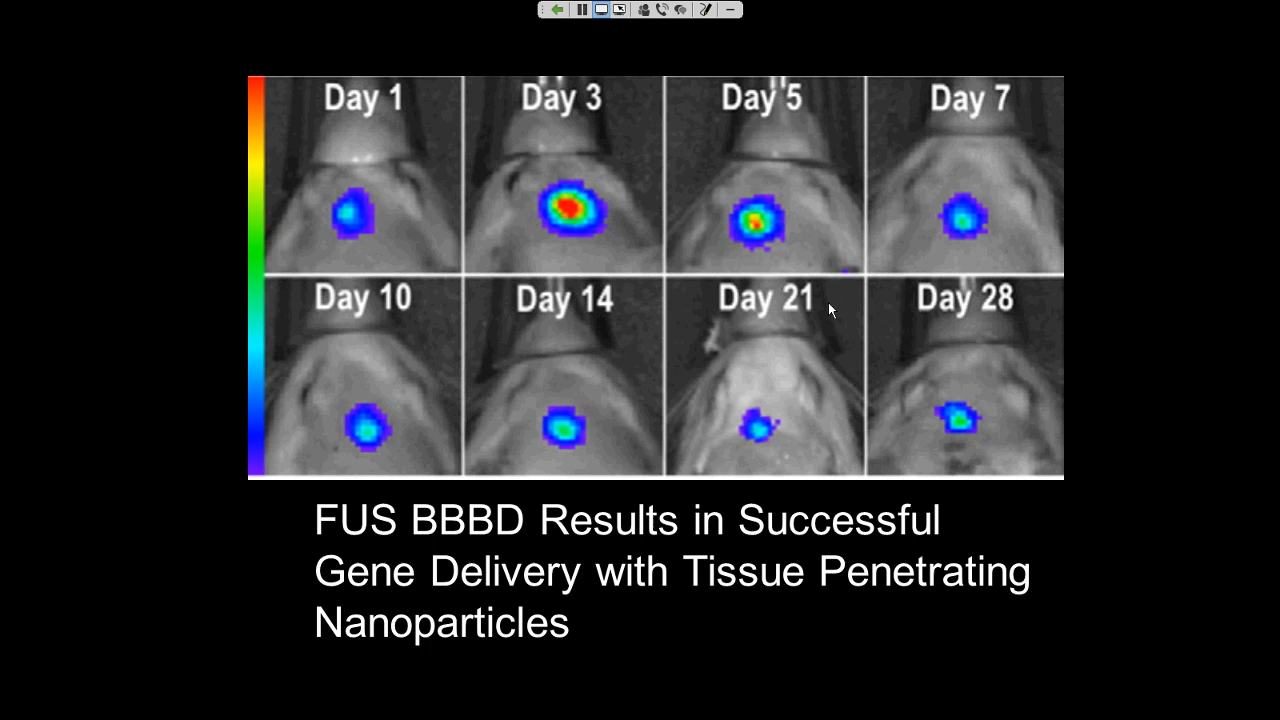 Day 1
Day 3
Day 5
Day 7
Day 10
Day 14
Day 21
Day 28
FUS BBBD Results in Successful
Gene Delivery with Tissue Penetrating
Nanoparticles